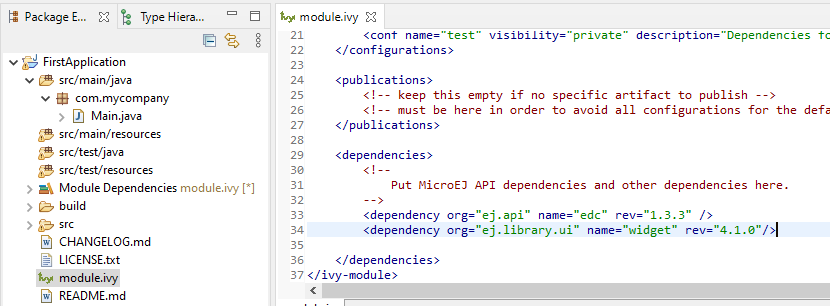 Package E...
Type Hierar...
FirstApplication
src/main/java
com.mycompany
Main.java
src/main/resources
src/test/java
src/test/resources
Module Dependencies module.ivy [*]
build
src
CHANGELOG.md
LICENSE.txt
module.ivy
README.md
module.ivy
21 <conf name="test" visibility="private" description="Dependencies fo
22 </configurations>
23
24 <publications>
25 <!-- keep this empty if no specific artifact to publish -->
26 <!-- must be here in order to avoid all configurations for the defa
27 </publications>
28
29 <dependencies>
30 <!--
31 Put MicroEJ API dependencies and other dependencies here.
32 -->
33 <dependency org="ej.api" name="edc" rev="1.3.3" />
34 <dependency org="ej.library.ui" name="widget" rev="4.1.0"/>
35
36 </dependencies>
37 </ivy-module>